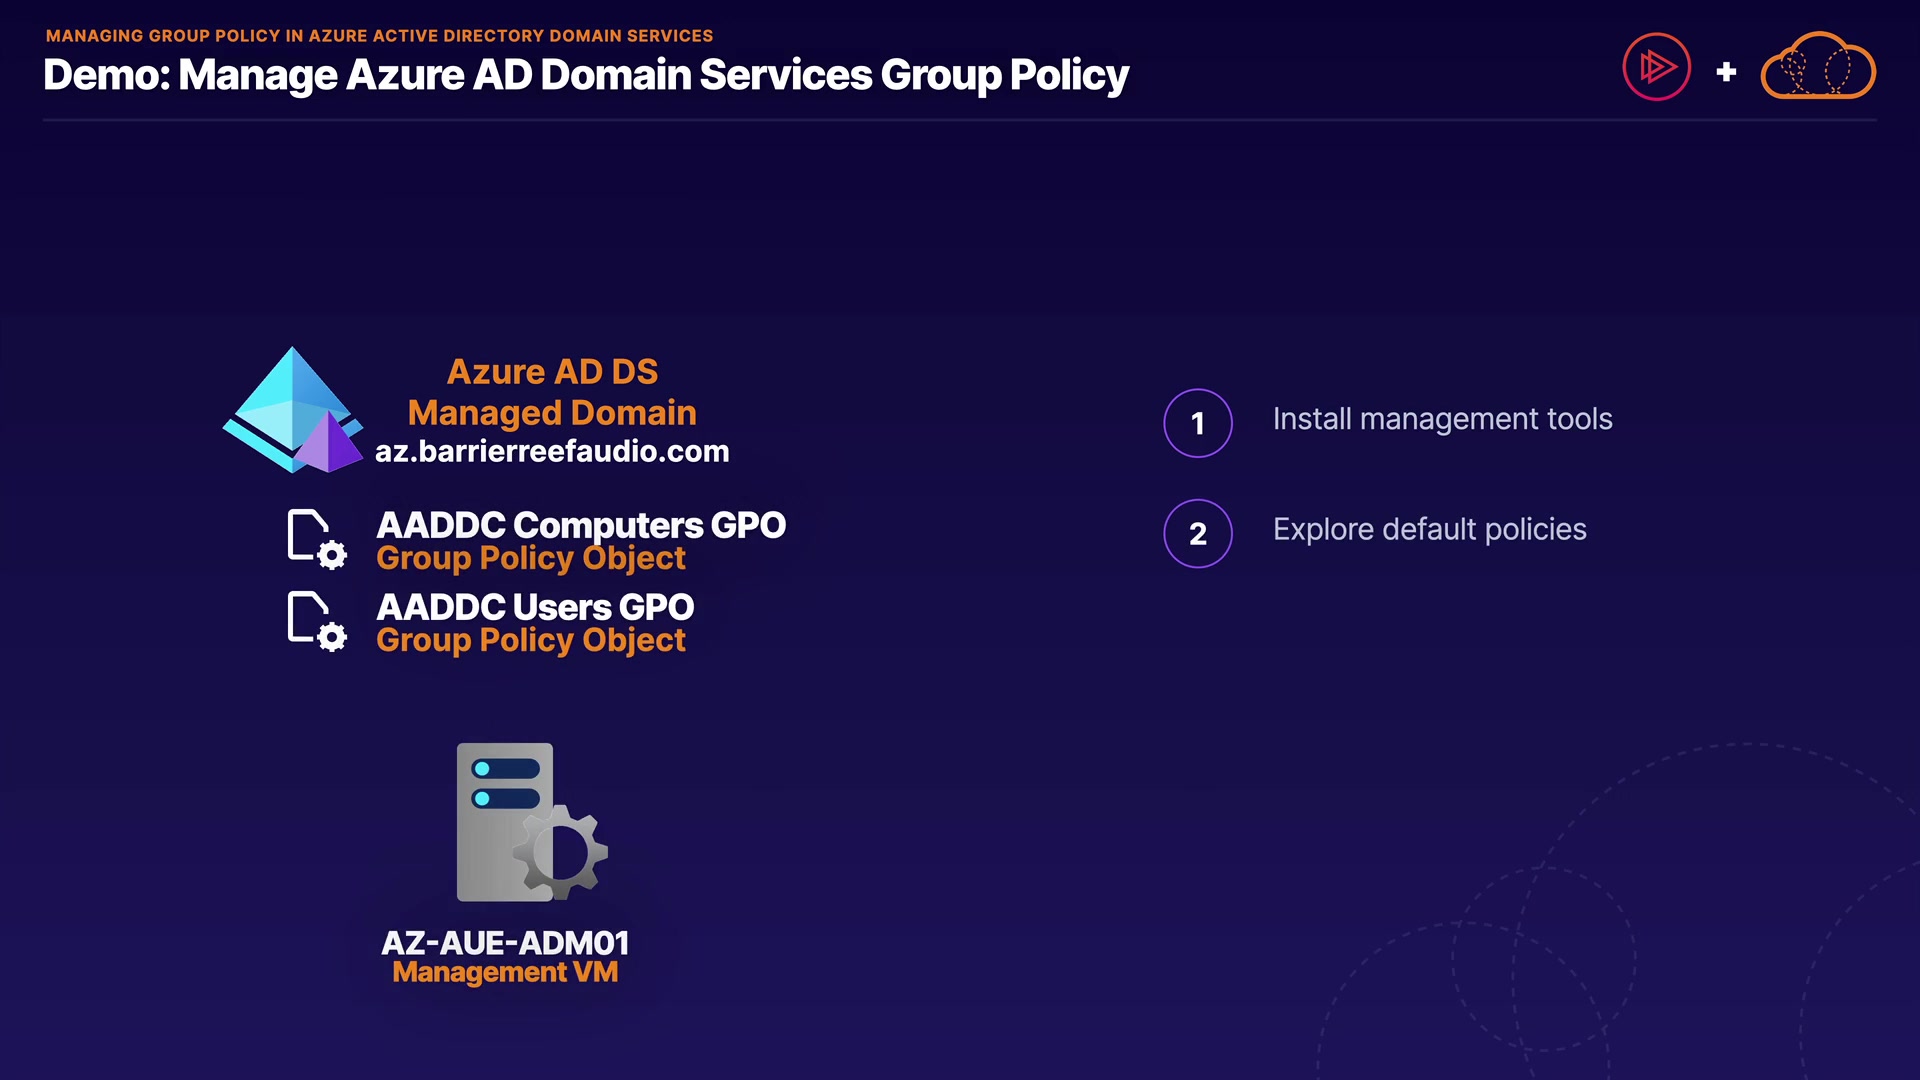 MANAGING GROUP POLICY IN AZURE ACTIVE DIRECTORY DOMAIN SERVICES
Demo: Manage Azure AD Domain Services Group Policy
+
Azure AD DS
Managed Domain
az.barrierreefaudio.com
AADDC Computers GPO
Group Policy Object
AADDC Users GPO
Group Policy Object
AZ-AUE-ADM01
Management VM
1 Install management tools
2 Explore default policies